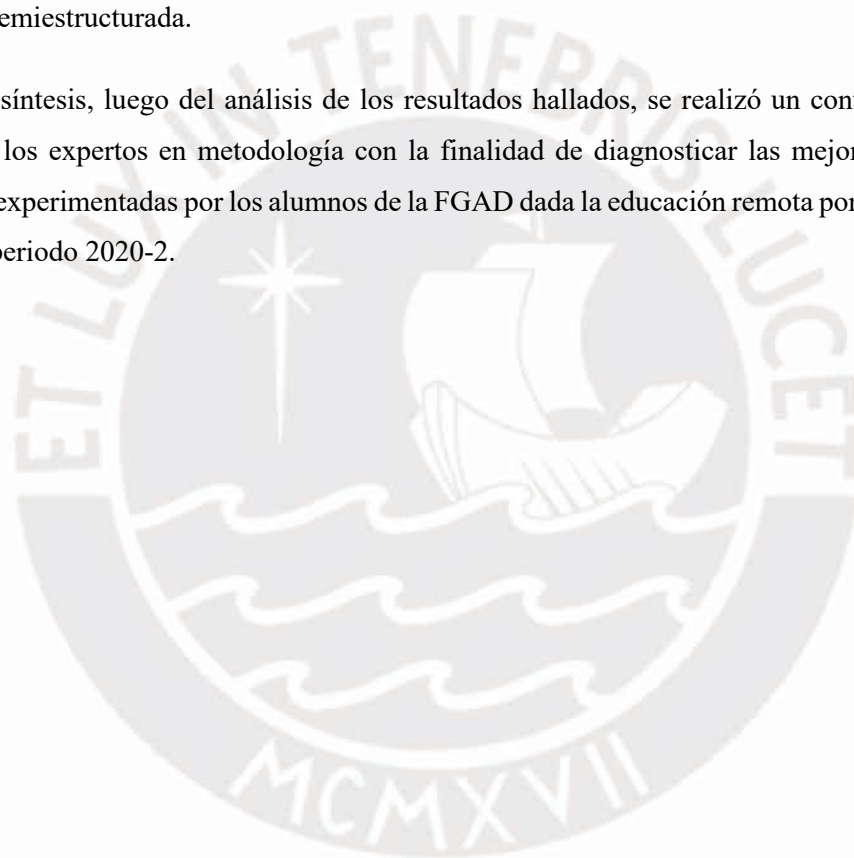 emiestructurada.
síntesis, luego del análisis de los resultados hallados, se realizó un con
los expertos en metodología con la finalidad de diagnosticar las mejor
experimentadas por los alumnos de la FGAD dada la educación remota por
periodo 2020-2.
ET LUX IN TENEBRIS LUCET
MCMXVII